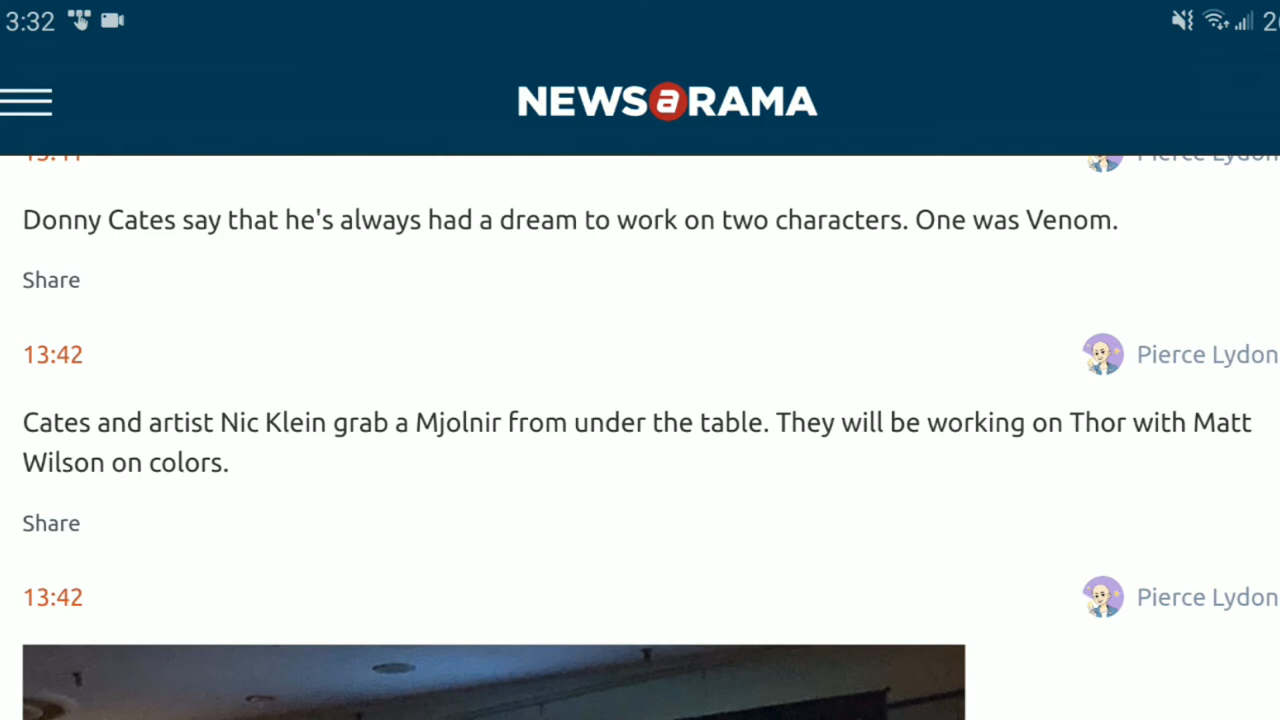 3:32
NEWSaRAMA
Donny Cates say that he's always had a dream to work on two characters. One was Venom.
Share
13:42 Pierce Lydon
Cates and artist Nic Klein grab a Mjolnir from under the table. They will be working on Thor with Matt
Wilson on colors.
Share
13:42 Pierce Lydon